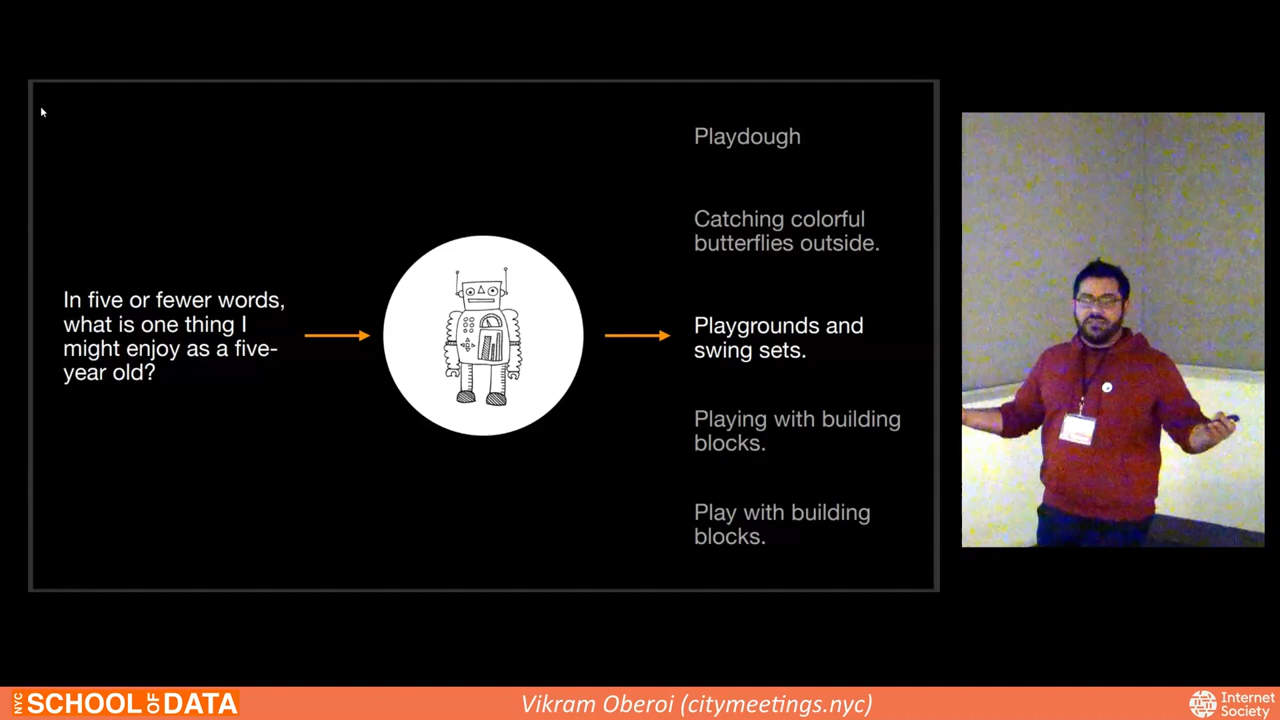 Playdough
Catching colorful
butterflies outside.
In five or fewer words,
what is one thing I
might enjoy as a five-
year old?
Playgrounds and
swing sets.
Playing with building
blocks.
Play with building
blocks.
NYC SCHOOL OF DATA
Vikram Oberoi (citymeetings.nyc)
Internet
Society